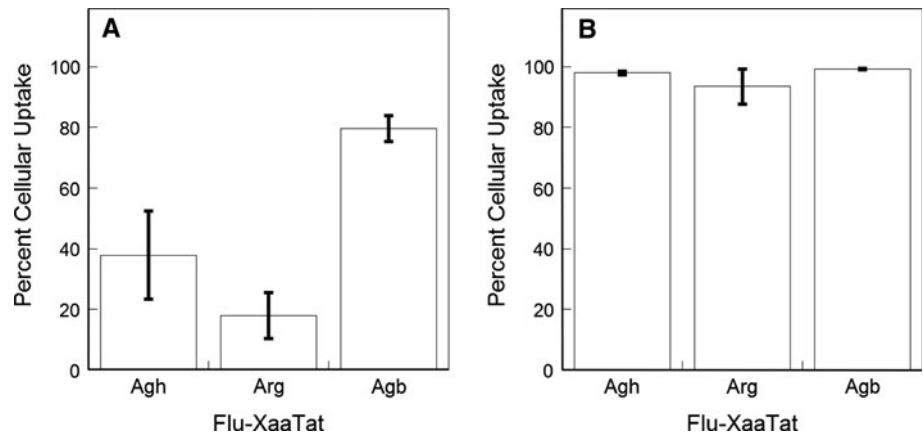 A
Percent Cellular Uptake
100
80
60
40
20
0
Agh Arg Agb
Flu-XaaTat
B
Percent Cellular Uptake
100
80
60
40
20
0
Agh Arg Agb
Flu-XaaTat